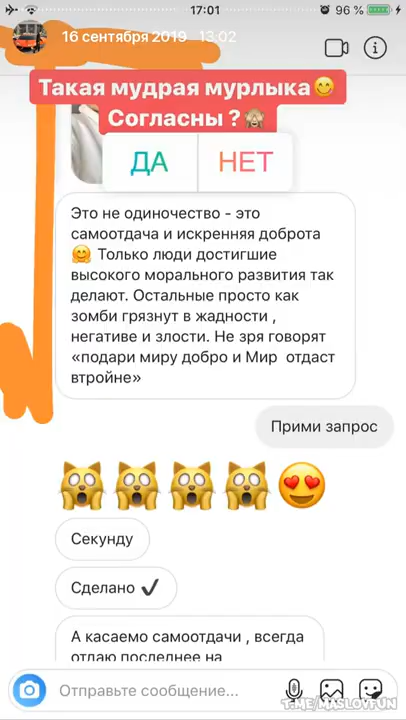 17:01
96 %
16 сентября 2019 13:02
Такая мудрая мурлыка😋
Согласны ?🙈
ДА НЕТ
Это не одиночество - это
самоотдача и искренняя доброта
🤗 Только люди достигшие
высокого морального развития так
делают. Остальные просто как
зомби грязнут в жадности ,
негативе и злости. Не зря говорят
«подари миру добро и Мир отдаст
втройне»
Прими запрос
🙀🙀🙀🙀😍
Секунду
Сделано ✔️
А касаемо самоотдачи , всегда
отдаю последнее на
Отправьте сообщение...
T.ME/MASLOVFUN